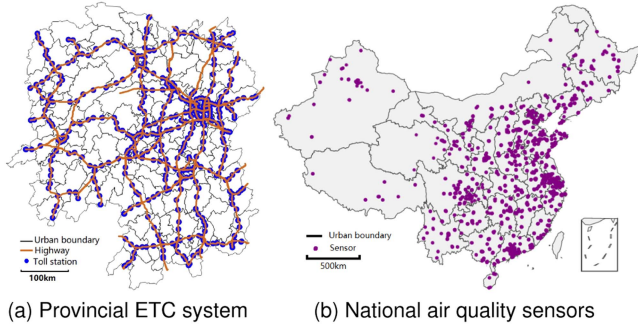 Urban boundary
Highway
Toll station
100km
Urban boundary
Sensor
500km
(a) Provincial ETC system
(b) National air quality sensors